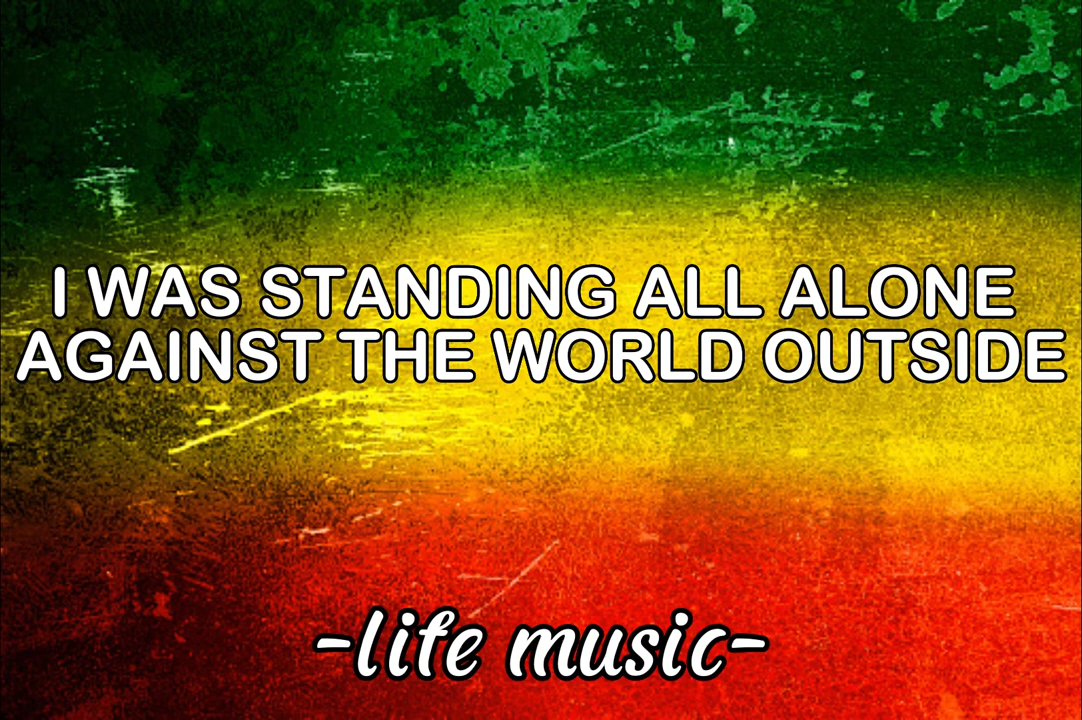 I WAS STANDING ALL ALONE
AGAINST THE WORLD OUTSIDE
-life music-